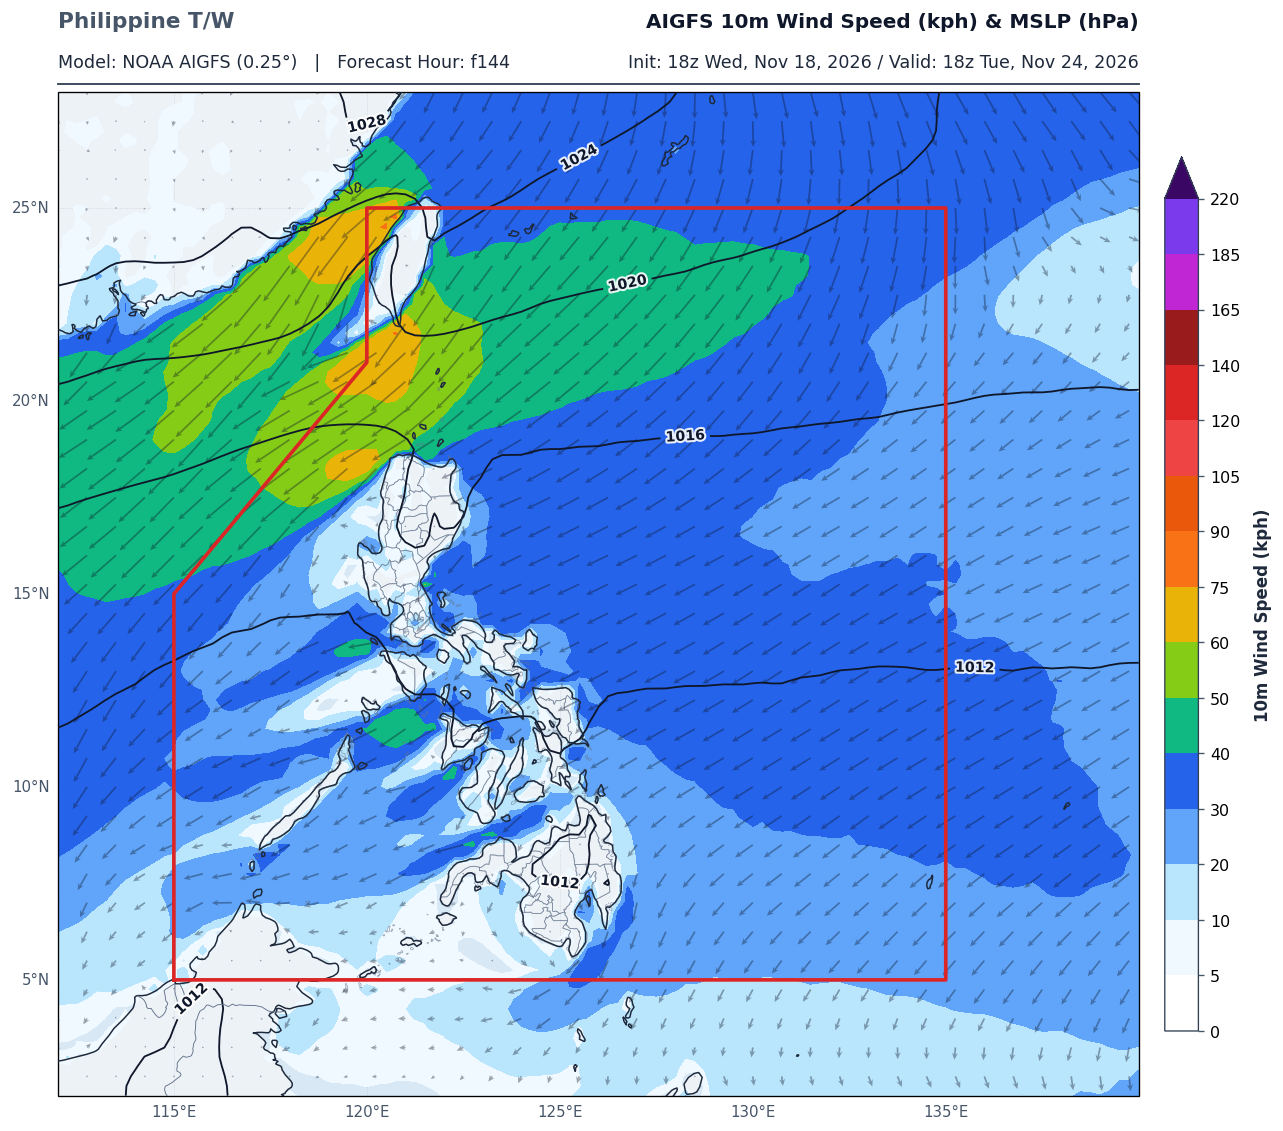 Philippine T/W
AIGFS 10m Wind Speed (kph) & MSLP (hPa)
Model: NOAA AIGFS (0.25°)   |   Forecast Hour: f144
Init: 18z Wed, Nov 18, 2026 / Valid: 18z Tue, Nov 24, 2026
1028
1024
1020
1016
1012
1012
1012
25°N
20°N
15°N
10°N
5°N
115°E
120°E
125°E
130°E
135°E
220
185
165
140
120
105
90
75
60
50
40
30
20
10
5
0
10m Wind Speed (kph)